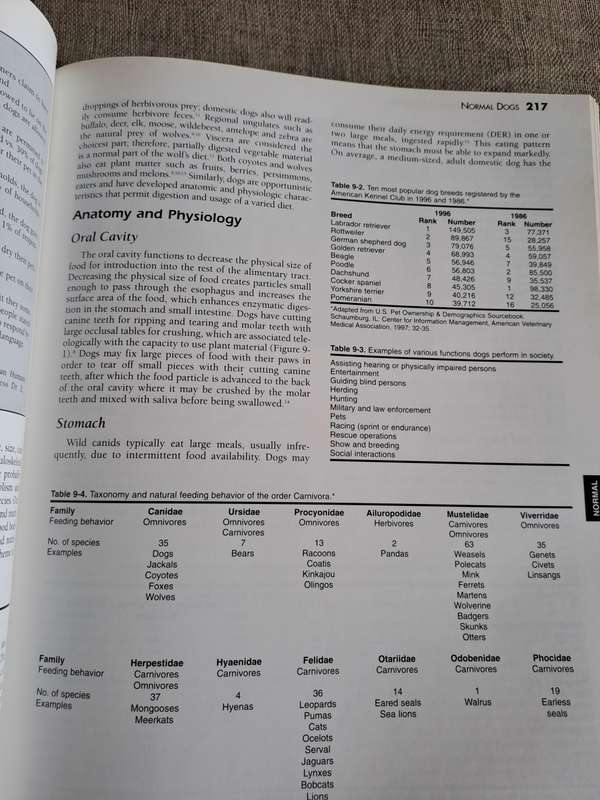 NORMAL DOGS 217
droppings of herbivorous prey; domestic dogs also will read-
ily consume herbivore feces. Regional ungulates such as
buffalo, deer, elk, moose, wildebeest, antelope and zebra are
the natural prey of wolves. Viscera are considered the
choicest part; therefore, partially digested vegetable material
is a normal part of the wolf's diet. Both coyotes and wolves
also eat plant matter such as fruits, berries, persimmons,
mushrooms and melons. Similarly, dogs are opportunistic
eaters and have developed anatomic and physiologic charac-
teristics that permit digestion and usage of a varied diet.
Anatomy and Physiology
Oral Cavity
The oral cavity functions to decrease the physical size of
food for introduction into the rest of the alimentary tract.
Decreasing the physical size of food creates particles small
enough to pass through the esophagus and increases the
surface area of the food, which enhances enzymatic diges-
tion in the stomach and small intestine. Dogs have cutting
canine teeth for ripping and tearing and molar teeth with
large occlusal tables for crushing, which are associated tele-
ologically with the capacity to use plant material (Figure 9-
1). Dogs may fix large pieces of food with their paws in
order to tear off small pieces with their cutting canine
teeth, after which the food particle is advanced to the back
of the oral cavity where it may be crushed by the molar
teeth and mixed with saliva before being swallowed.
Stomach
Wild canids typically eat large meals, usually infre-
quently, due to intermittent food availability. Dogs may
consume their daily energy requirement (DER) in one or
two large meals, ingested rapidly. This eating pattern
means that the stomach must be able to expand markedly.
On average, a medium-sized, adult domestic dog has the
Table 9-2. Ten most popular dog breeds registered by the
American Kennel Club in 1996 and 1986.*
1996 1986
Breed Rank Number Rank Number
Labrador retriever 1 149,505 3 77,371
Rottweiler 2 89,867 15 28,257
German shepherd dog 3 79,076 5 55,958
Golden retriever 4 68,993 4 59,057
Beagle 5 56,946 7 39,849
Poodle 6 56,803 2 85,500
Dachshund 7 48,426 9 35,537
Cocker spaniel 8 45,305 1 98,330
Yorkshire terrier 9 40,216 12 32,485
Pomeranian 10 39,712 16 25,056
*Adapted from U.S. Pet Ownership & Demographics Sourcebook.
Schaumburg, IL: Center for Information Management, American Veterinary
Medical Association, 1997; 32-35.
Table 9-3. Examples of various functions dogs perform in society.
Assisting hearing or physically impaired persons
Entertainment
Guiding blind persons
Herding
Hunting
Military and law enforcement
Pets
Racing (sprint or endurance)
Rescue operations
Show and breeding
Social interactions
NORMAL
Table 9-4. Taxonomy and natural feeding behavior of the order Carnivora.*
Family Canidae Ursidae Procyonidae Ailuropodidae Mustelidae Viverridae
Feeding behavior Omnivores Omnivores Omnivores Herbivores Carnivores Omnivores
Carnivores Omnivores
No. of species 35 7 13 2 63 35
Examples Dogs Bears Racoons Pandas Weasels Genets
Jackals Coatis Polecats Civets
Coyotes Kinkajou Mink Linsangs
Foxes Olingos Ferrets
Wolves Martens
Wolverine
Badgers
Skunks
Otters
Family Herpestidae Hyaenidae Felidae Otariidae Odobenidae Phocidae
Feeding behavior Carnivores Carnivores Carnivores Carnivores Carnivores Carnivores
Omnivores
No. of species 37 4 36 14 1 19
Examples Mongooses Hyenas Leopards Eared seals Walrus Earless
Meerkats Pumas Sea lions seals
Cats
Ocelots
Serval
Jaguars
Lynxes
Bobcats
Lions